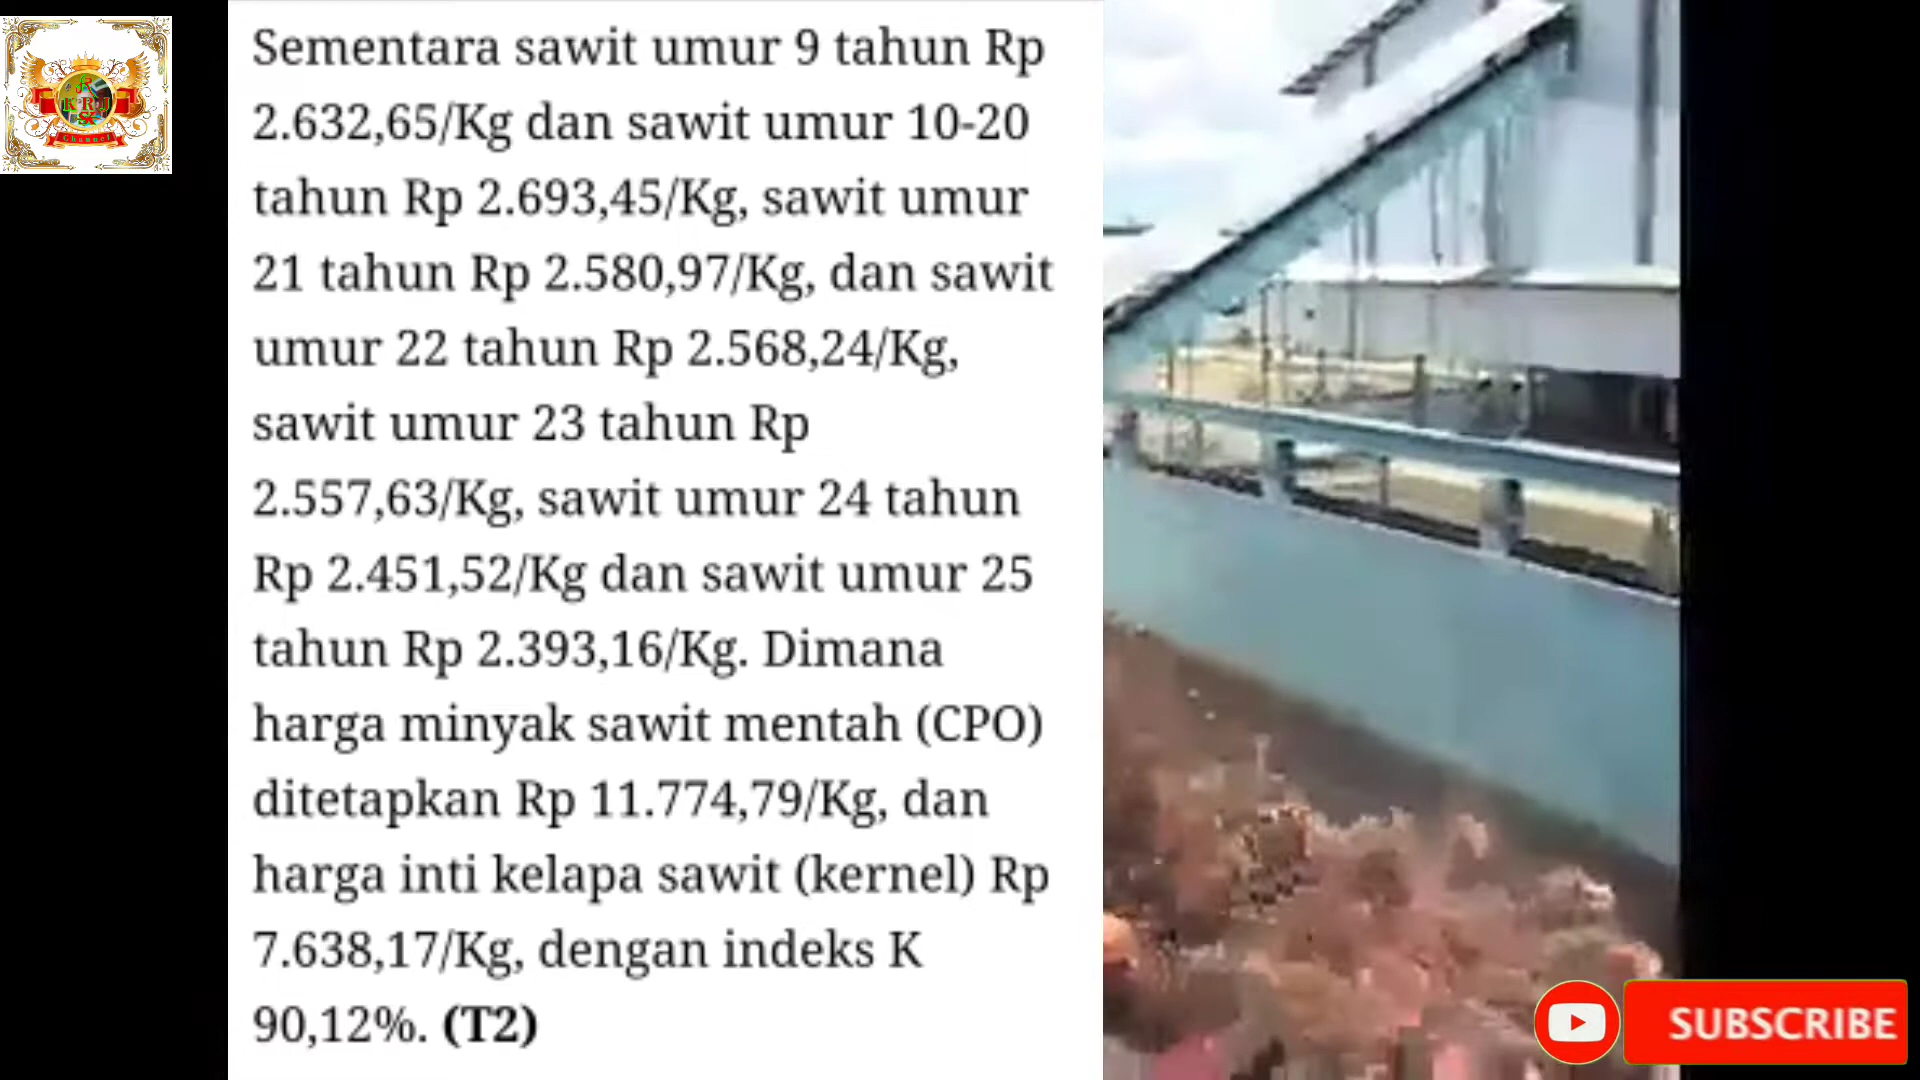 KRJ
Channel
Sementara sawit umur 9 tahun Rp
2.632,65/Kg dan sawit umur 10-20
tahun Rp 2.693,45/Kg, sawit umur
21 tahun Rp 2.580,97/Kg, dan sawit
umur 22 tahun Rp 2.568,24/Kg,
sawit umur 23 tahun Rp
2.557,63/Kg, sawit umur 24 tahun
Rp 2.451,52/Kg dan sawit umur 25
tahun Rp 2.393,16/Kg. Dimana
harga minyak sawit mentah (CPO)
ditetapkan Rp 11.774,79/Kg, dan
harga inti kelapa sawit (kernel) Rp
7.638,17/Kg, dengan indeks K
90,12%. (T2)
SUBSCRIBE